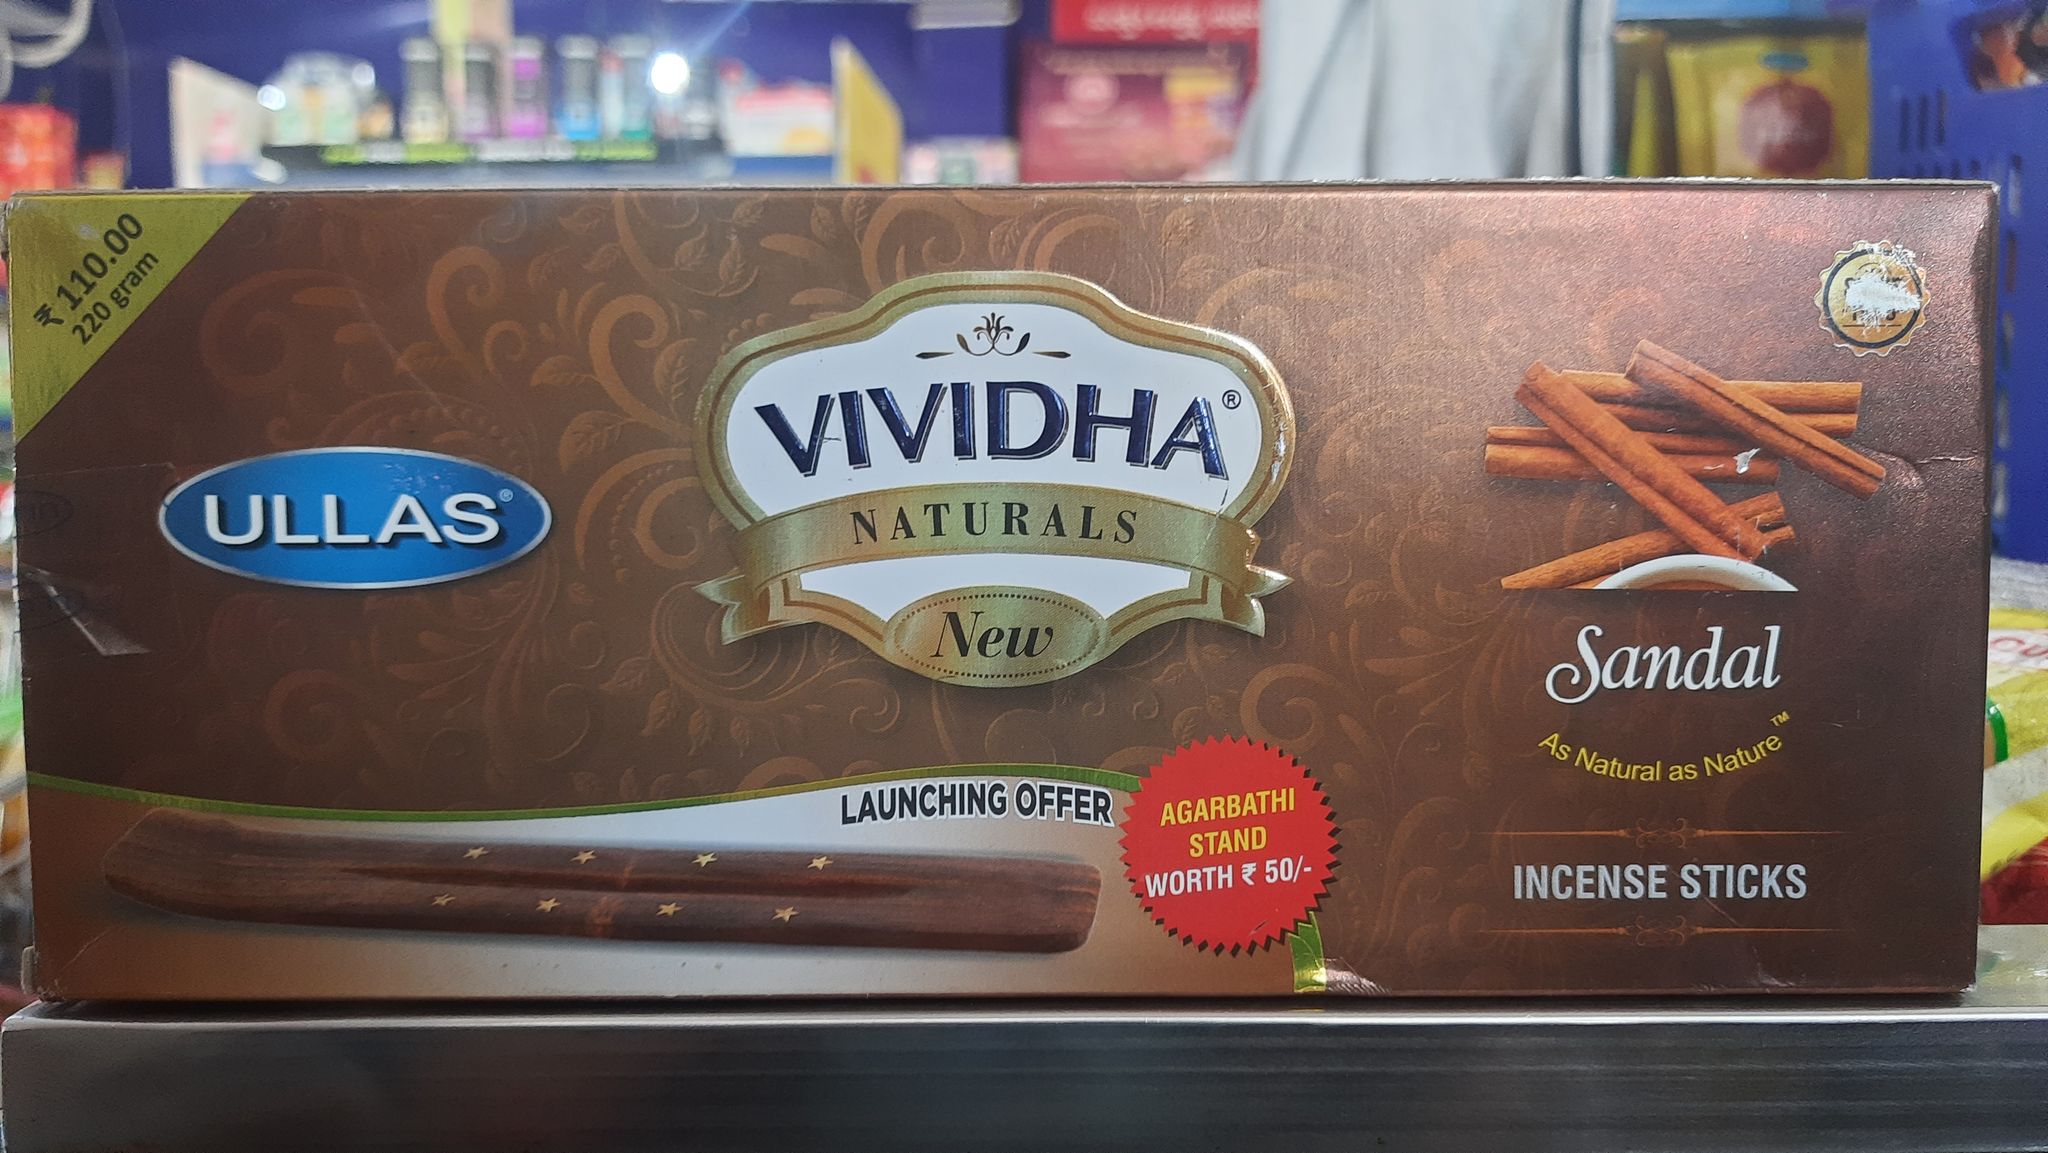 ₹ 110.00
220 gram
ULLAS®
VIVIDHA®
NATURALS
New
Sandal
As Natural as Nature™
INCENSE STICKS
LAUNCHING OFFER
AGARBATHI
STAND
WORTH ₹ 50/-